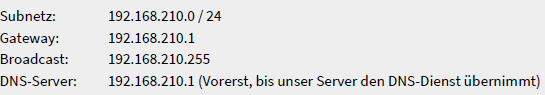 Subnetz: 192.168.210.0 / 24
Gateway: 192.168.210.1
Broadcast: 192.168.210.255
DNS-Server: 192.168.210.1 (Vorerst, bis unser Server den DNS-Dienst übernimmt)